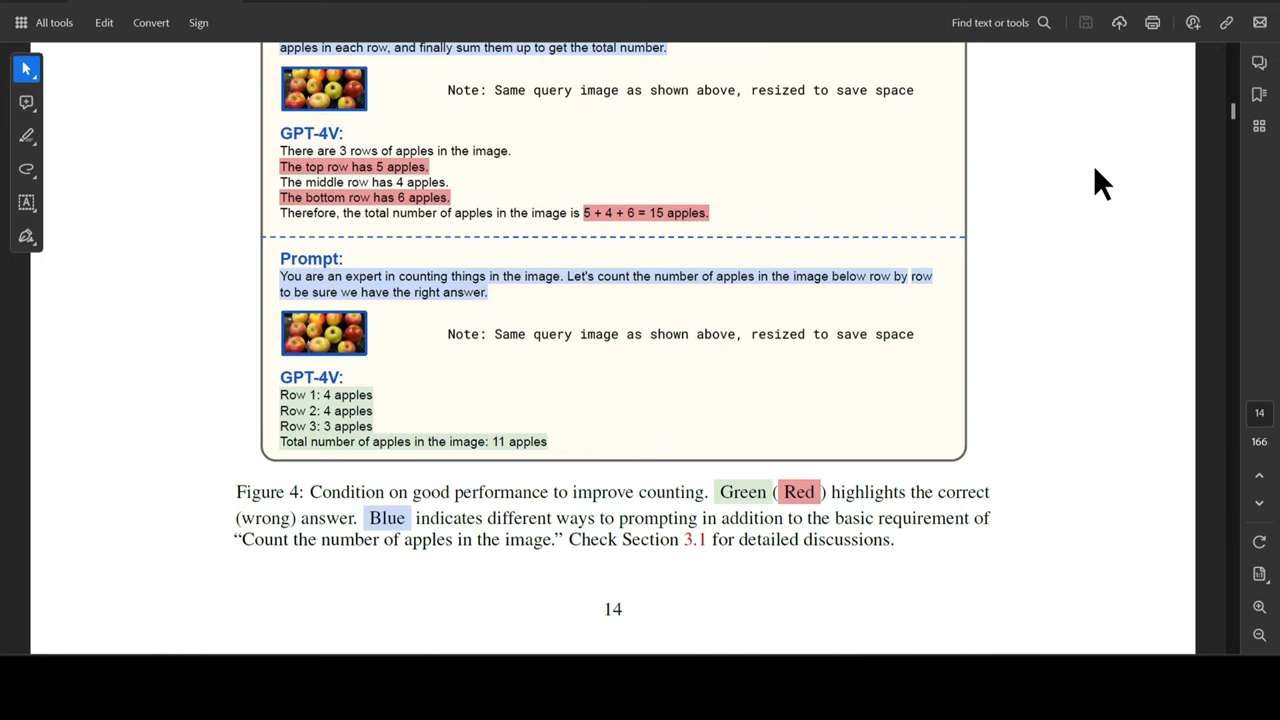 All tools Edit Convert Sign Find text or tools
apples in each row, and finally sum them up to get the total number.
Note: Same query image as shown above, resized to save space
GPT-4V:
There are 3 rows of apples in the image.
The top row has 5 apples.
The middle row has 4 apples.
The bottom row has 6 apples.
Therefore, the total number of apples in the image is 5 + 4 + 6 = 15 apples.
Prompt:
You are an expert in counting things in the image. Let's count the number of apples in the image below row by row
to be sure we have the right answer.
Note: Same query image as shown above, resized to save space
GPT-4V:
Row 1: 4 apples
Row 2: 4 apples
Row 3: 3 apples
Total number of apples in the image: 11 apples
Figure 4: Condition on good performance to improve counting. Green (Red) highlights the correct
(wrong) answer. Blue indicates different ways to prompting in addition to the basic requirement of
“Count the number of apples in the image.” Check Section 3.1 for detailed discussions.
14
14
166